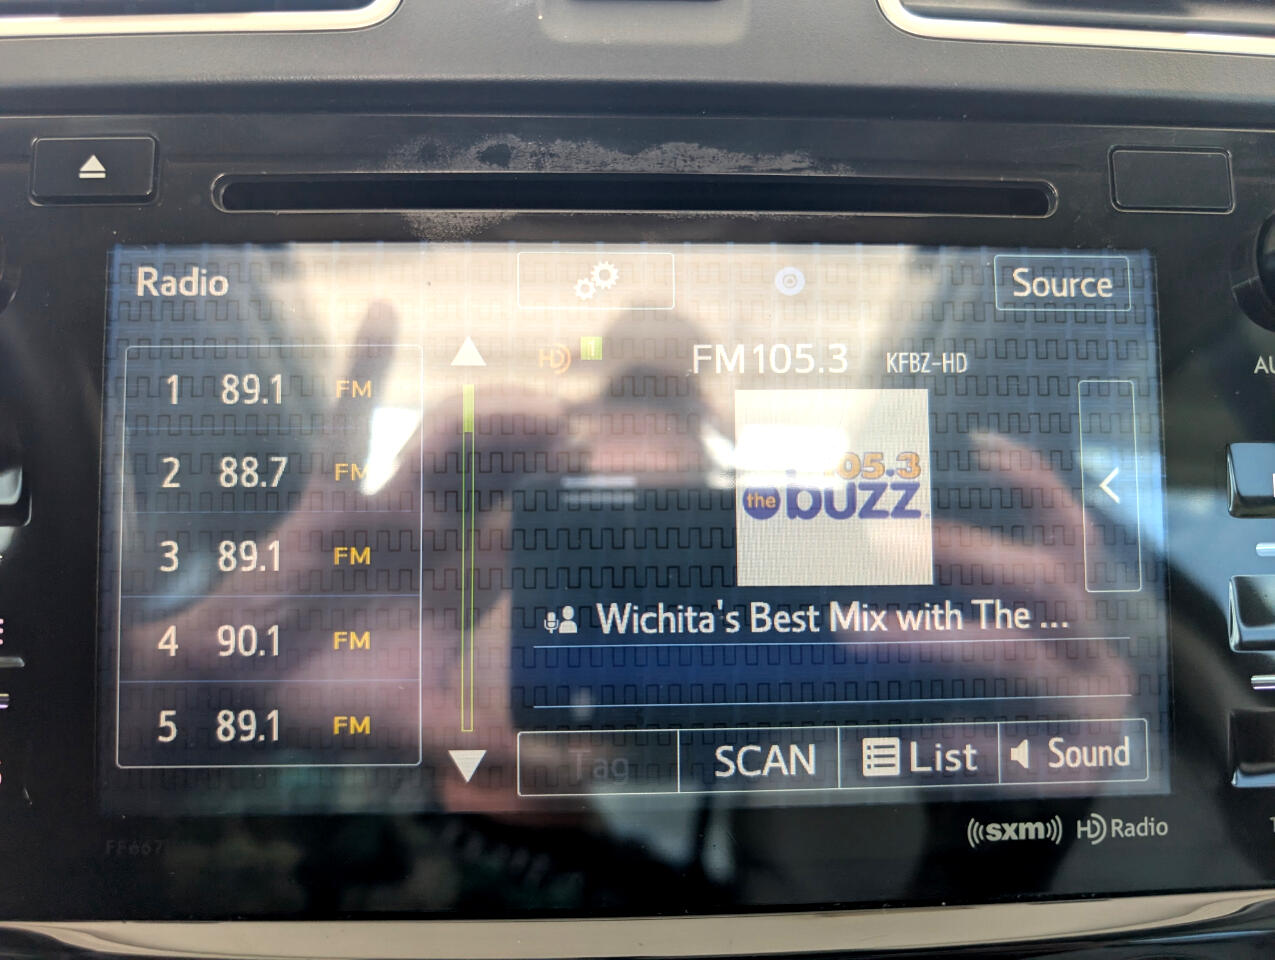 Radio
Source
1 89.1 FM
2 88.7 FM
3 89.1 FM
4 90.1 FM
5 89.1 FM
HD
FM 105.3 KFBZ-HD
105.3
the buzz
Wichita's Best Mix with The ...
Tag
SCAN
List
Sound
((sxm)) HD Radio